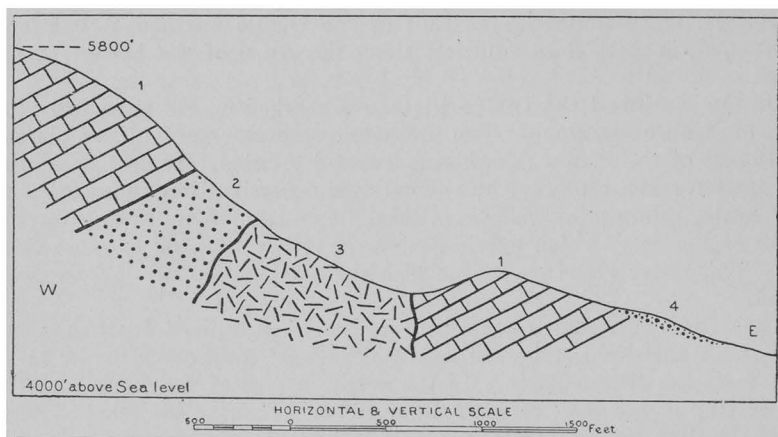 5800'
1
2
3
1
4
W
E
4000' above Sea level
HORIZONTAL & VERTICAL SCALE
500 0 500 1000 1500 Feet